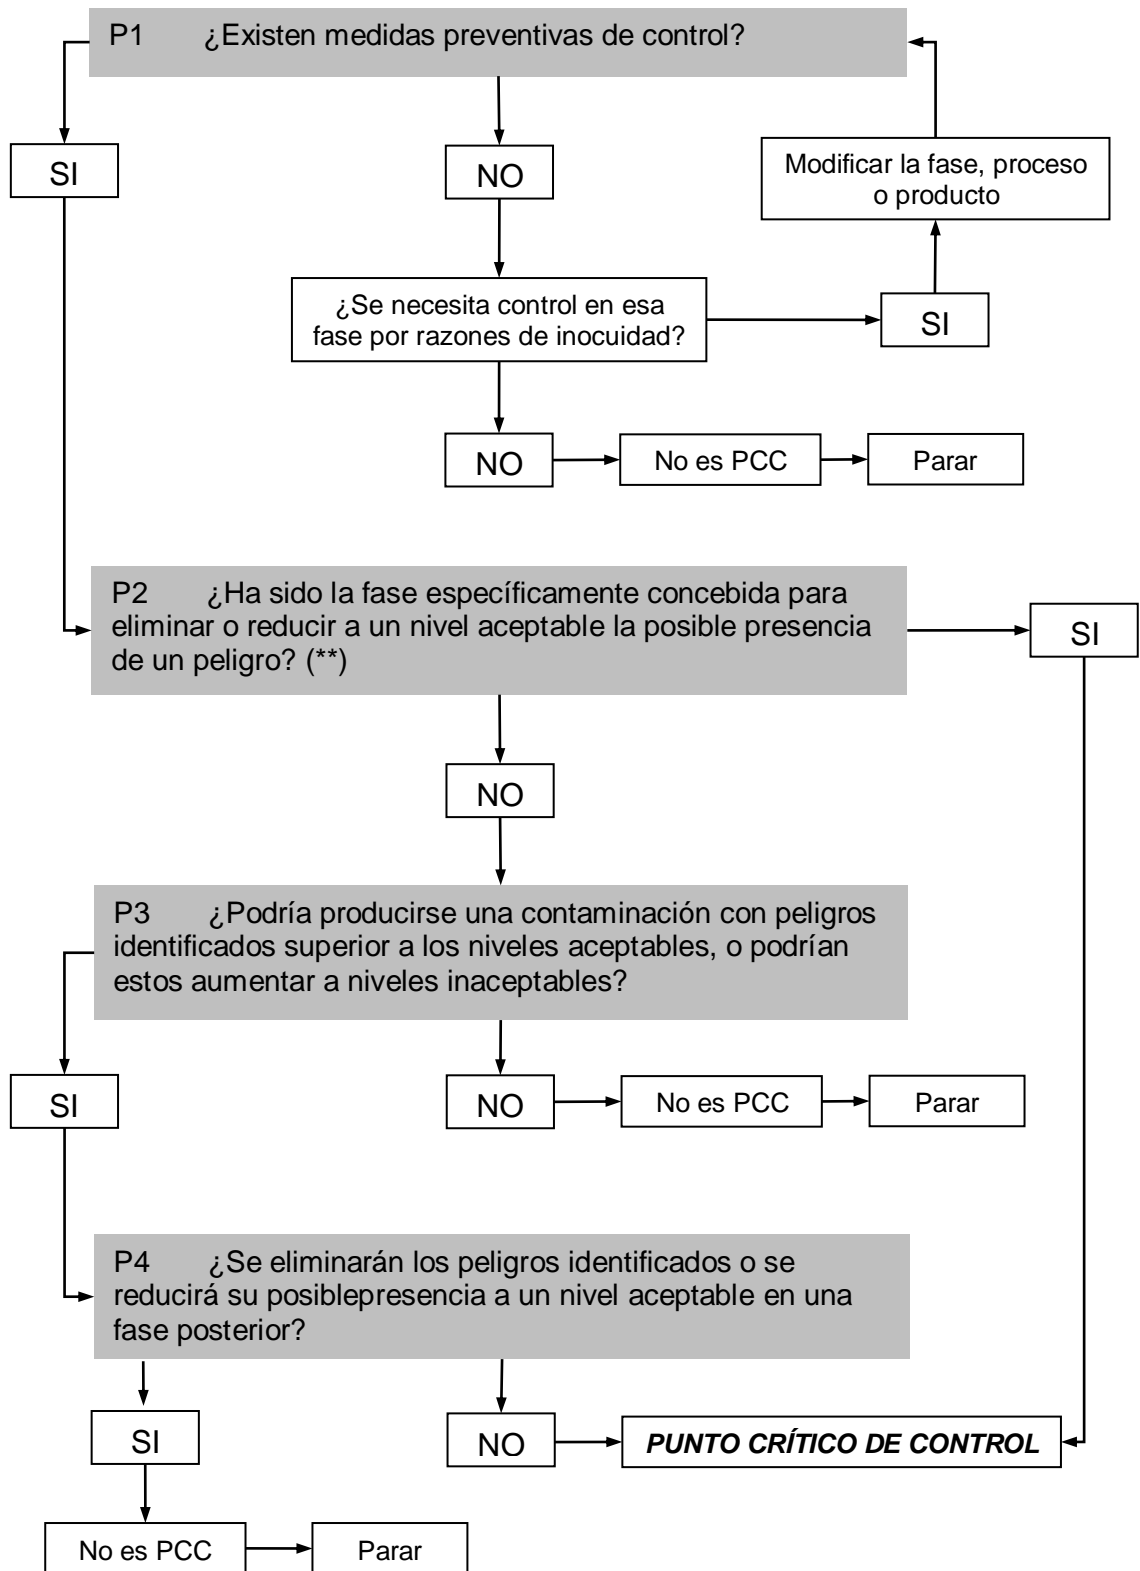 P1 ¿Existen medidas preventivas de control?
SI
NO
Modificar la fase, proceso
o producto
¿Se necesita control en esa
fase por razones de inocuidad?
SI
NO
No es PCC
Parar
P2 ¿Ha sido la fase específicamente concebida para
eliminar o reducir a un nivel aceptable la posible presencia
de un peligro? (**)
SI
NO
P3 ¿Podría producirse una contaminación con peligros
identificados superior a los niveles aceptables, o podrían
estos aumentar a niveles inaceptables?
SI
NO
No es PCC
Parar
P4 ¿Se eliminarán los peligros identificados o se
reducirá su posiblepresencia a un nivel aceptable en una
fase posterior?
SI
NO
PUNTO CRÍTICO DE CONTROL
No es PCC
Parar